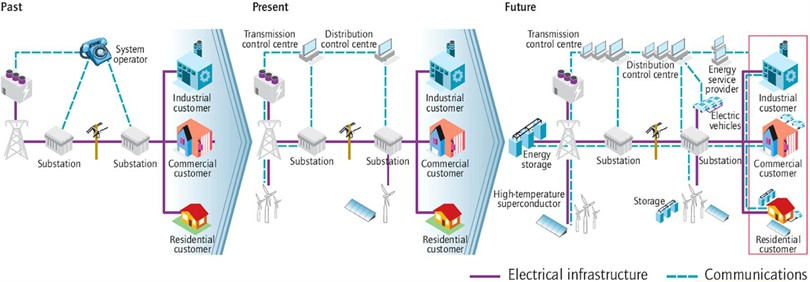 Past
System
operator
Substation
Substation
Industrial
customer
Commercial
customer
Residential
customer
Present
Transmission
control centre
Distribution
control centre
Substation
Substation
Industrial
customer
Commercial
customer
Residential
customer
Future
Transmission
control centre
Distribution
control centre
Energy
service
provider
Electric
vehicles
Energy
storage
Substation
Substation
High-temperature
superconductor
Storage
Industrial
customer
Commercial
customer
Residential
customer
Electrical infrastructure
Communications